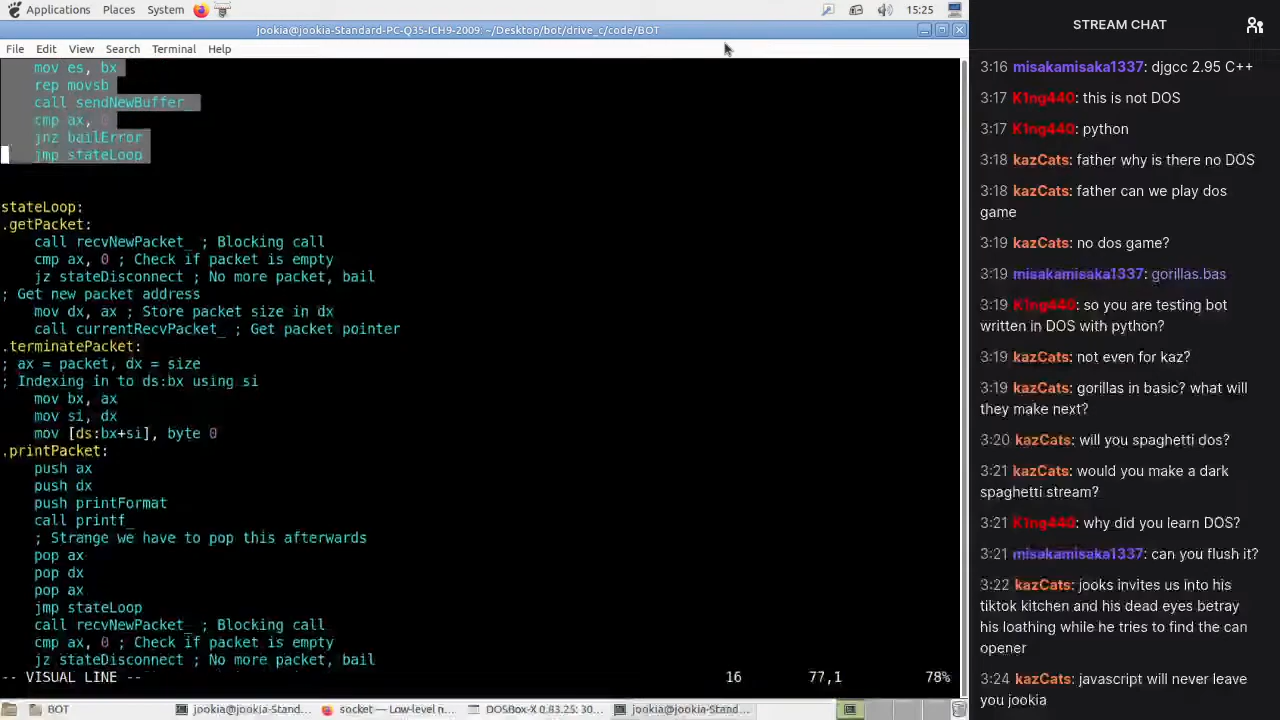 Applications Places System 15:25
jookia@jookia-Standard-PC-Q35-ICH9-2009: ~/Desktop/bot/drive_c/code/BOT
File Edit View Search Terminal Help
mov es, bx
rep movsb
call sendNewBuffer_
cmp ax, 0
jnz bailError
jmp stateLoop
stateLoop:
.getPacket:
call recvNewPacket_ ; Blocking call
cmp ax, 0 ; Check if packet is empty
jz stateDisconnect ; No more packet, bail
; Get new packet address
mov dx, ax ; Store packet size in dx
call currentRecvPacket_ ; Get packet pointer
.terminatePacket:
; ax = packet, dx = size
; Indexing in to ds:bx using si
mov bx, ax
mov si, dx
mov [ds:bx+si], byte 0
.printPacket:
push ax
push dx
push printFormat
call printf_
; Strange we have to pop this afterwards
pop ax
pop dx
pop ax
jmp stateLoop
call recvNewPacket_ ; Blocking call
cmp ax, 0 ; Check if packet is empty
jz stateDisconnect ; No more packet, bail
-- VISUAL LINE -- 16 77,1 78%
BOT jookia@jookia-Stand... socket — Low-level n... DOSBox-X 0.83.25: 30... jookia@jookia-Stand...
STREAM CHAT
3:16 misakamisaka1337: djgcc 2.95 C++
3:17 K1ng440: this is not DOS
3:17 K1ng440: python
3:18 kazCats: father why is there no DOS
3:18 kazCats: father can we play dos
game
3:19 kazCats: no dos game?
3:19 misakamisaka1337: gorillas.bas
3:19 K1ng440: so you are testing bot
written in DOS with python?
3:19 kazCats: not even for kaz?
3:19 kazCats: gorillas in basic? what will
they make next?
3:20 kazCats: will you spaghetti dos?
3:21 kazCats: would you make a dark
spaghetti stream?
3:21 K1ng440: why did you learn DOS?
3:21 misakamisaka1337: can you flush it?
3:22 kazCats: jooks invites us into his
tiktok kitchen and his dead eyes betray
his loathing while he tries to find the can
opener
3:24 kazCats: javascript will never leave
you jookia